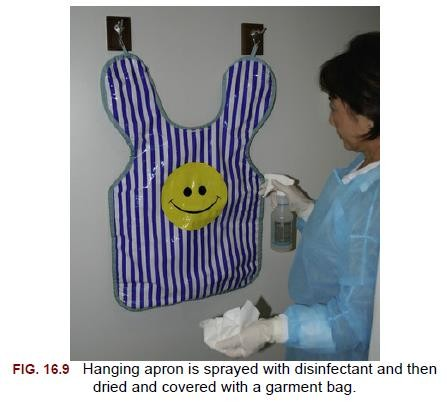 FIG. 16.9 Hanging apron is sprayed with disinfectant and then
dried and covered with a garment bag.